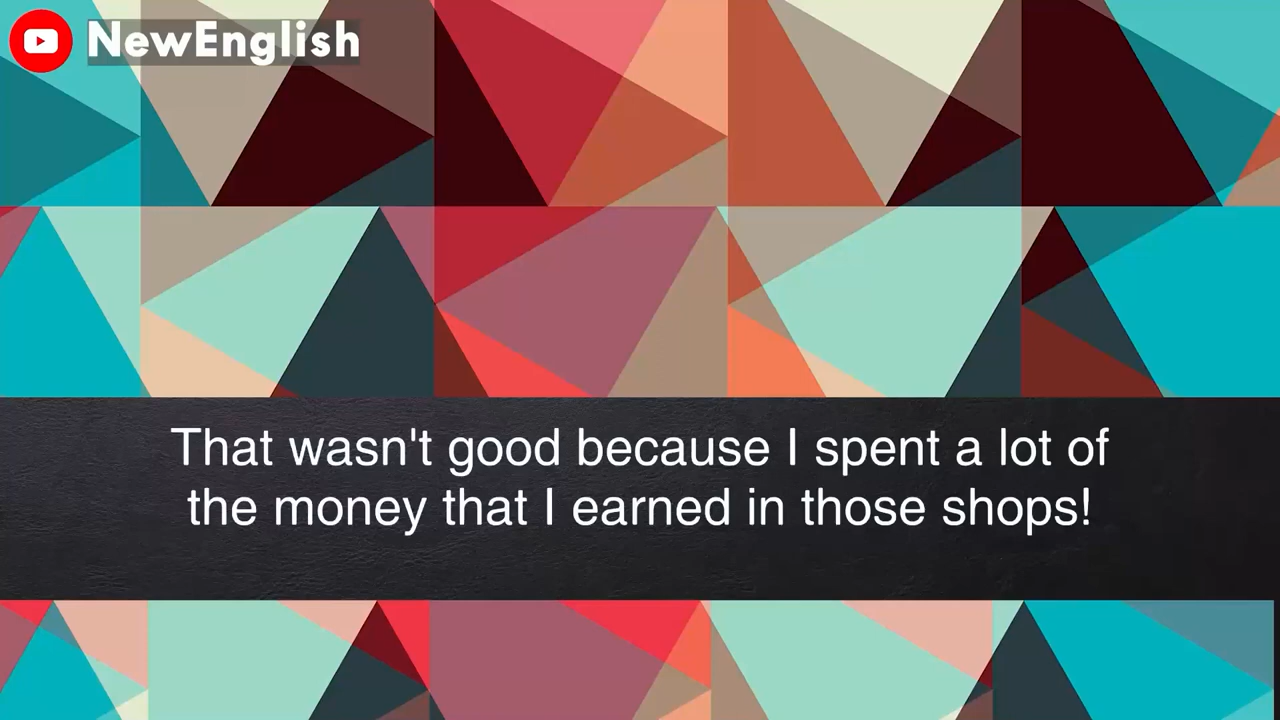 NewEnglish
That wasn't good because I spent a lot of
the money that I earned in those shops!